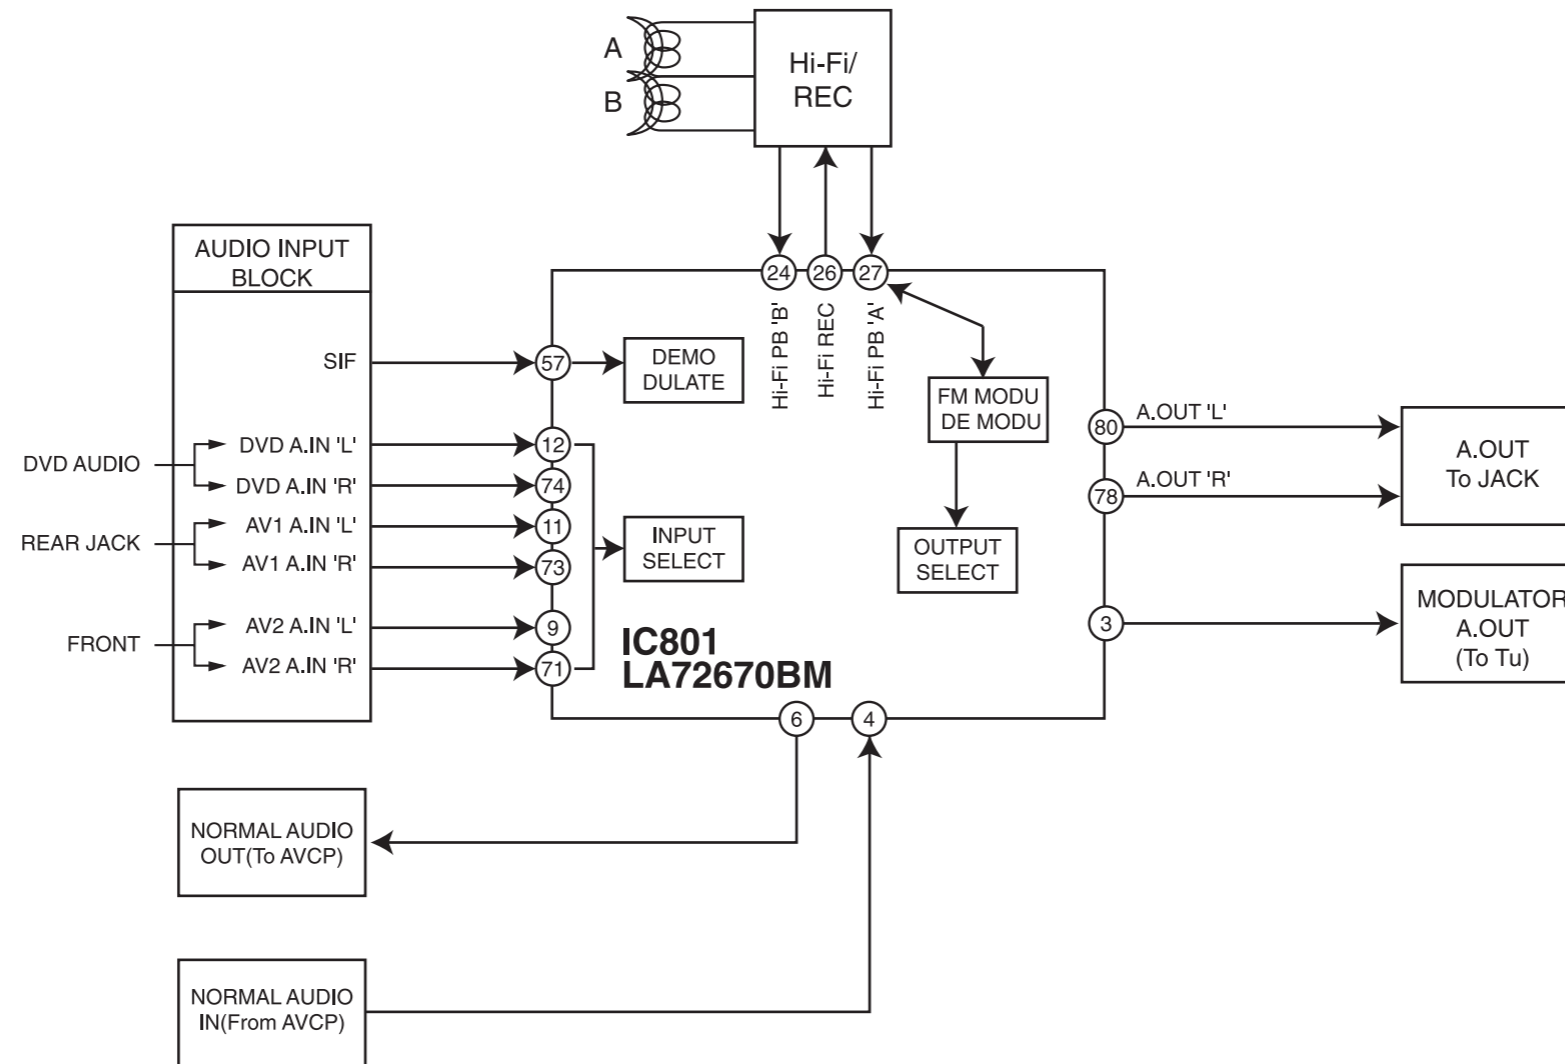 A
B
Hi-Fi/
REC
AUDIO INPUT
BLOCK
24
26
27
Hi-Fi PB 'B'
Hi-Fi REC
Hi-Fi PB 'A'
SIF
57
DEMO
DULATE
FM MODU
DE MODU
DVD AUDIO
DVD A.IN 'L'
12
DVD A.IN 'R'
74
REAR JACK
AV1 A.IN 'L'
11
AV1 A.IN 'R'
73
INPUT
SELECT
OUTPUT
SELECT
FRONT
AV2 A.IN 'L'
9
AV2 A.IN 'R'
71
IC801
LA72670BM
80
A.OUT 'L'
78
A.OUT 'R'
A.OUT
To JACK
3
MODULATOR
A.OUT
(To Tu)
6
4
NORMAL AUDIO
OUT(To AVCP)
NORMAL AUDIO
IN(From AVCP)